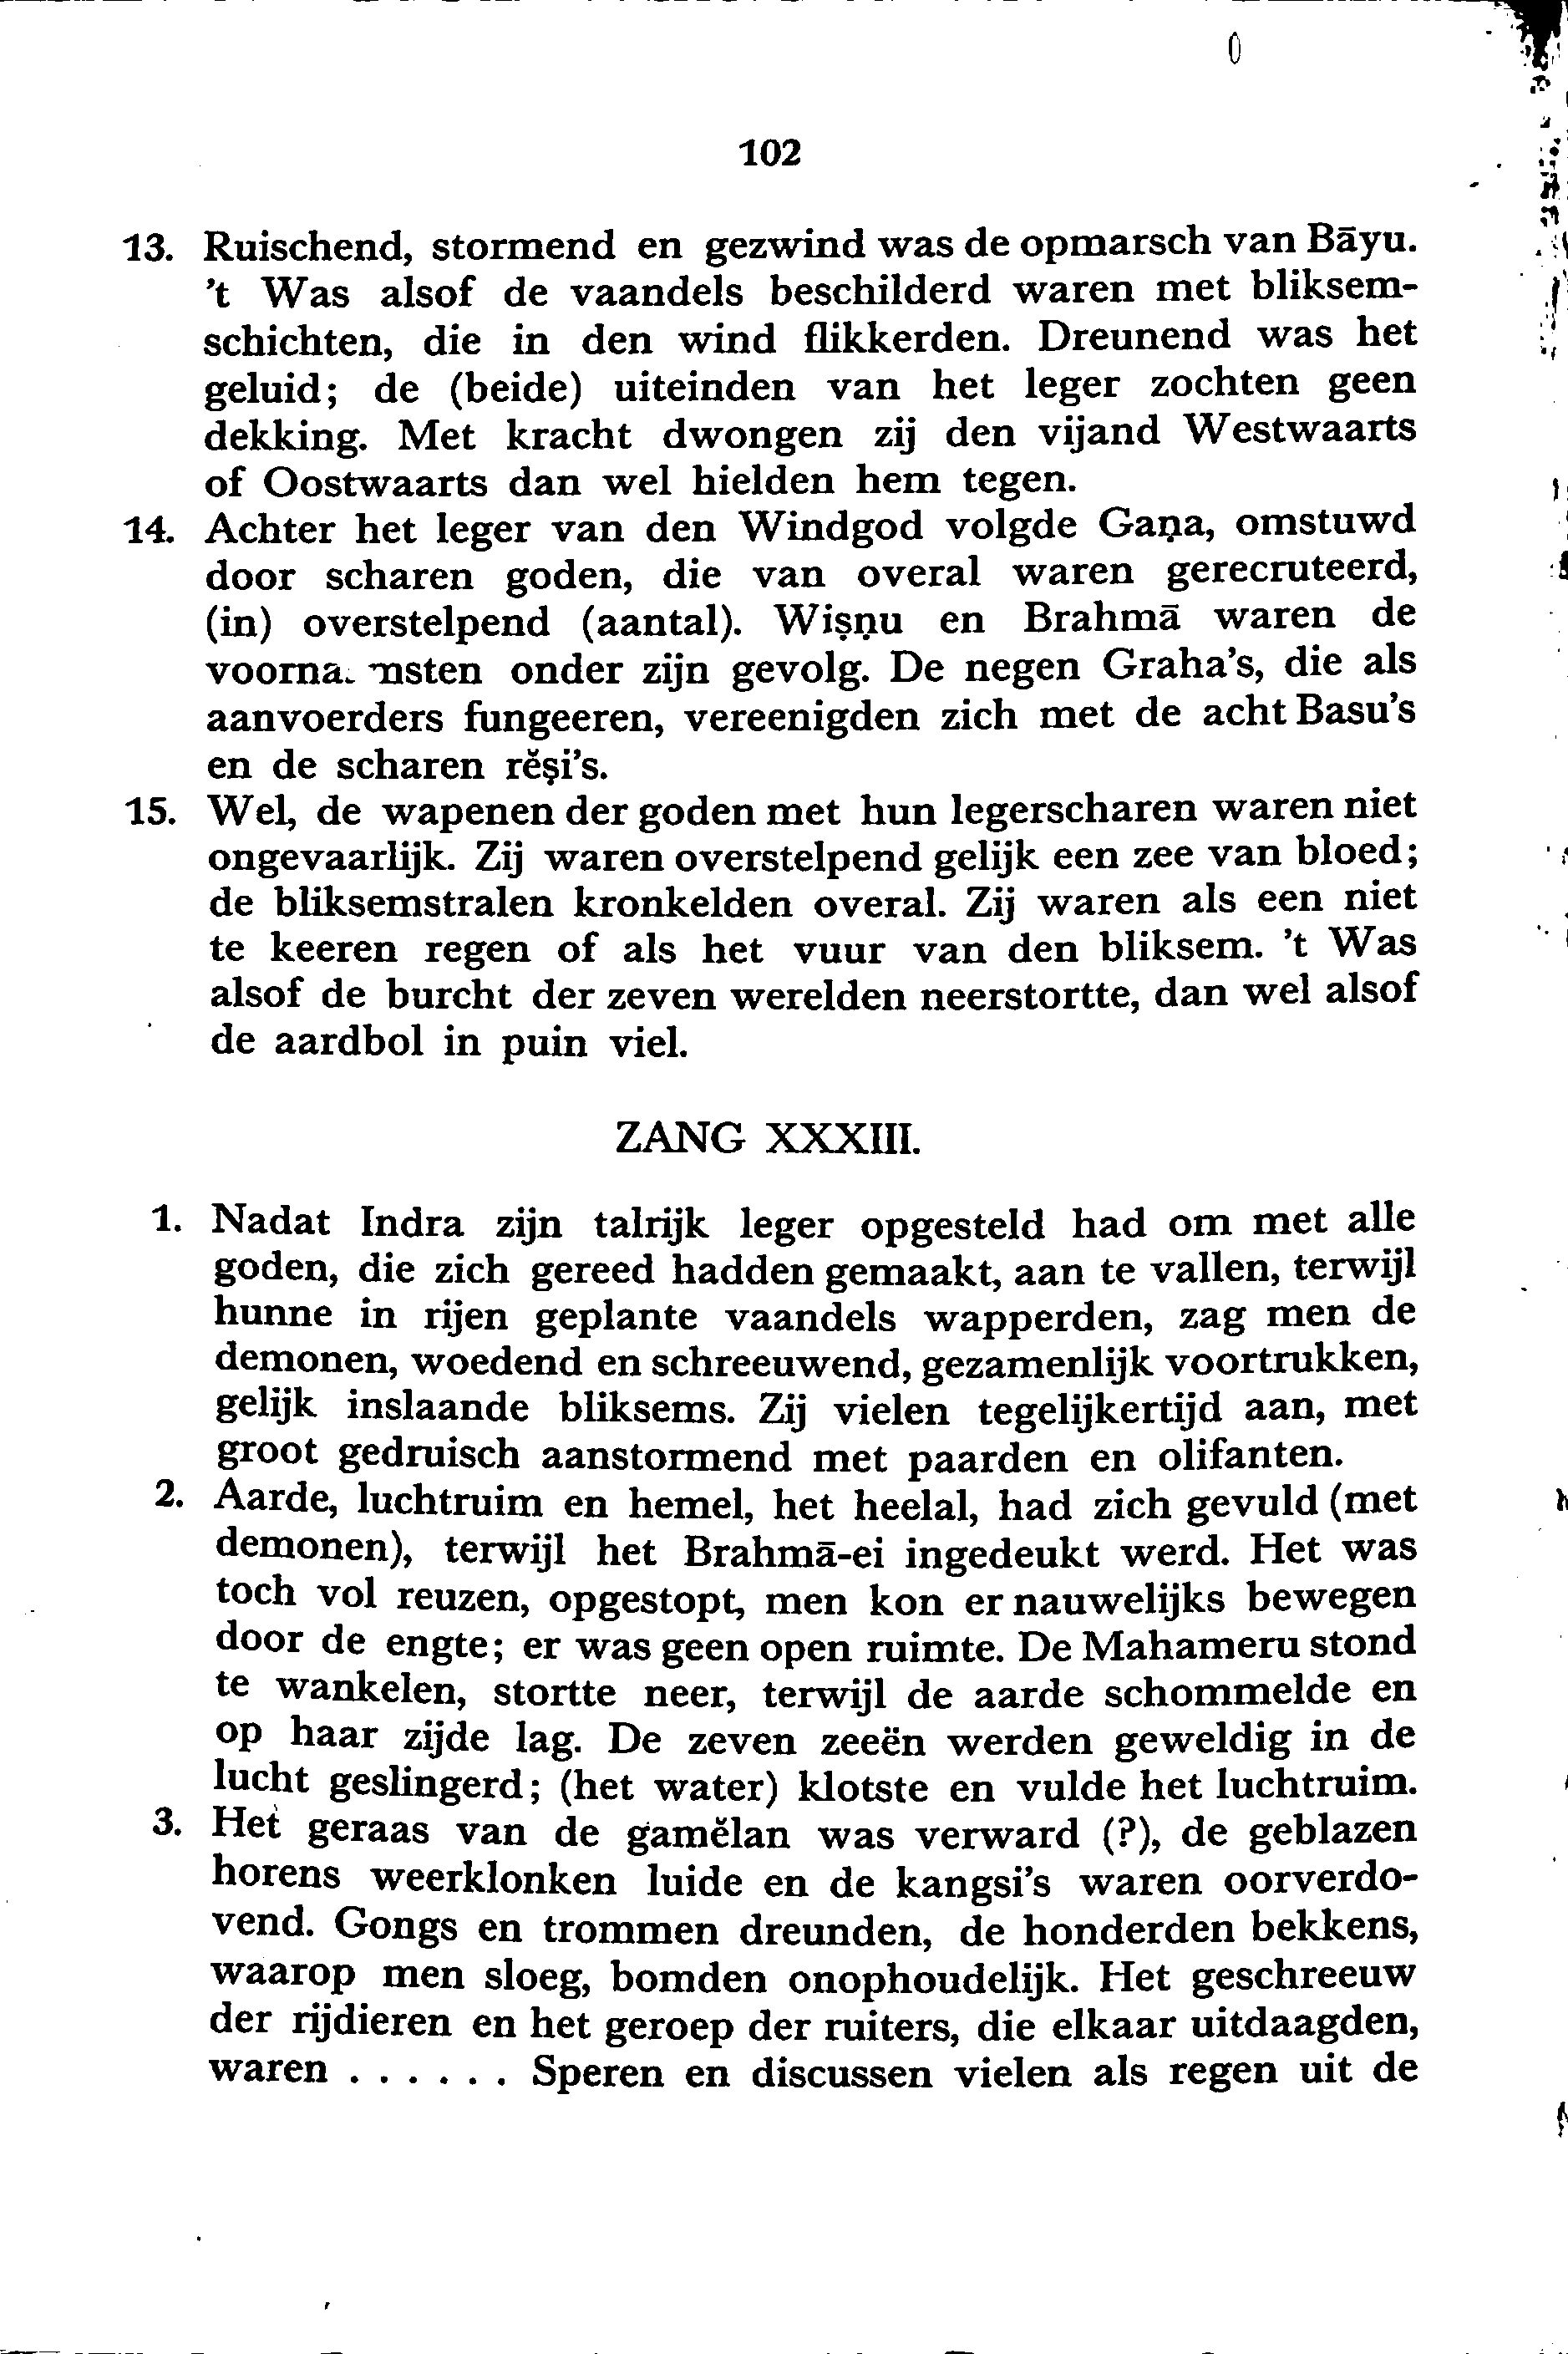 102
13. Ruischend, stormend en gezwind was de opmarsch van Bāyu.
't Was alsof de vaandels beschilderd waren met bliksem-
schichten, die in den wind flikkerden. Dreunend was het
geluid; de (beide) uiteinden van het leger zochten geen
dekking. Met kracht dwongen zij den vijand Westwaarts
of Oostwaarts dan wel hielden hem tegen.
14. Achter het leger van den Windgod volgde Gaṇa, omstuwd
door scharen goden, die van overal waren gerecruteerd,
(in) overstelpend (aantal). Wiṣṇu en Brahmā waren de
onder zijn gevolg. De negen Graha's, die als
aanvoerders fungeeren, vereenigden zich met de acht Basu's
en de scharen rĕṣi's.
15. Wel, de wapenen der goden met hun legerscharen waren niet
ongevaarlijk. Zij waren overstelpend gelijk een zee van bloed;
de bliksemstralen kronkelden overal. Zij waren als een niet
te keeren regen of als het vuur van den bliksem. 't Was
alsof de burcht der zeven werelden neerstortte, dan wel alsof
de aardbol in puin viel.
ZANG XXXIII.
1. Nadat Indra zijn talrijk leger opgesteld had om met alle
goden, die zich gereed hadden gemaakt, aan te vallen, terwijl
hunne in rijen geplante vaandels wapperden, zag men de
demonen, woedend en schreeuwend, gezamenlijk voortrukken,
gelijk inslaande bliksems. Zij vielen tegelijkertijd aan, met
groot gedruisch aanstormend met paarden en olifanten.
2. Aarde, luchtruim en hemel, het heelal, had zich gevuld (met
demonen), terwijl het Brahmā-ei ingedeukt werd. Het was
toch vol reuzen, opgestopt, men kon er nauwelijks bewegen
door de engte; er was geen open ruimte. De Mahameru stond
te wankelen, stortte neer, terwijl de aarde schommelde en
op haar zijde lag. De zeven zeeën werden geweldig in de
lucht geslingerd; (het water) klotste en vulde het luchtruim.
3. Het geraas van de gamĕlan was verward (?), de geblazen
horens weerklonken luide en de kangsi's waren oorverdo-
vend. Gongs en trommen dreunden, de honderden bekkens,
waarop men sloeg, bomden onophoudelijk. Het geschreeuw
der rijdieren en het geroep der ruiters, die elkaar uitdaagden,
waren . . . . . . Speren en discussen vielen als regen uit de